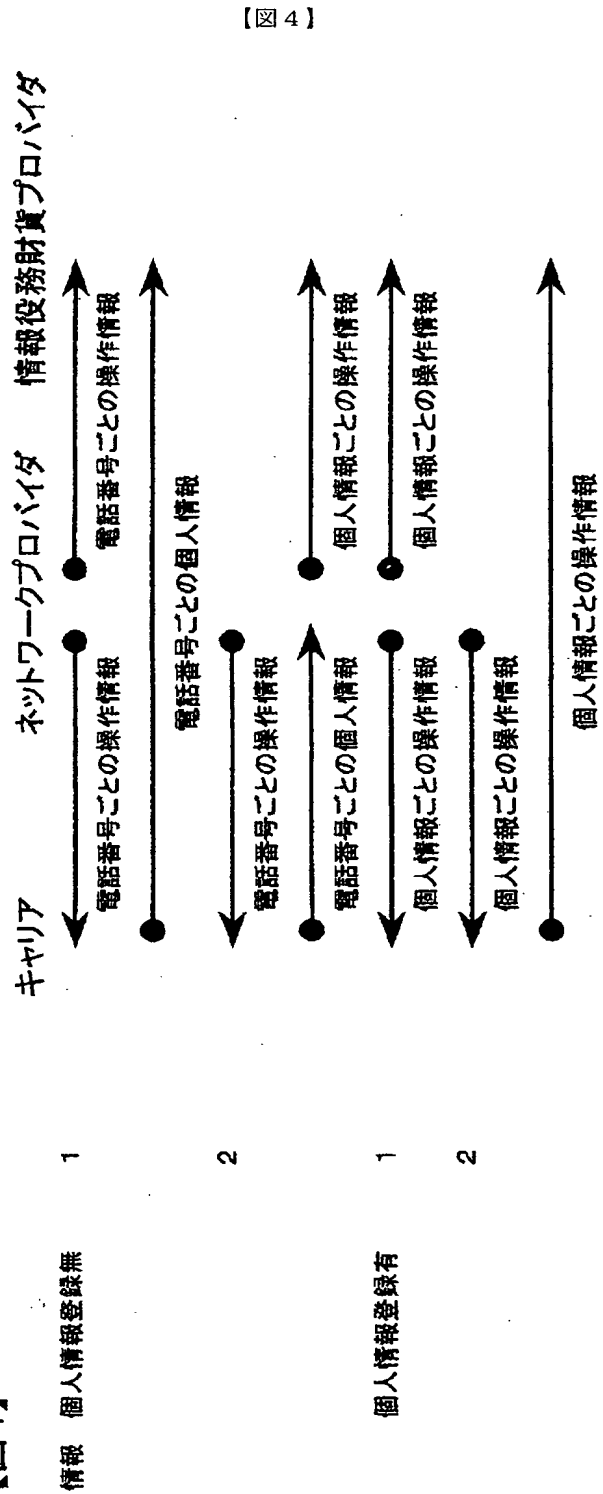 【図4】
キャリア ネットワークプロバイダ 情報役務財貨プロバイダ
情報 個人情報登録無 1
電話番号ごとの操作情報 電話番号ごとの操作情報
電話番号ごとの個人情報
2
電話番号ごとの操作情報
電話番号ごとの個人情報 個人情報ごとの操作情報
個人情報登録有 1
個人情報ごとの操作情報 個人情報ごとの操作情報
2
個人情報ごとの操作情報
個人情報ごとの操作情報